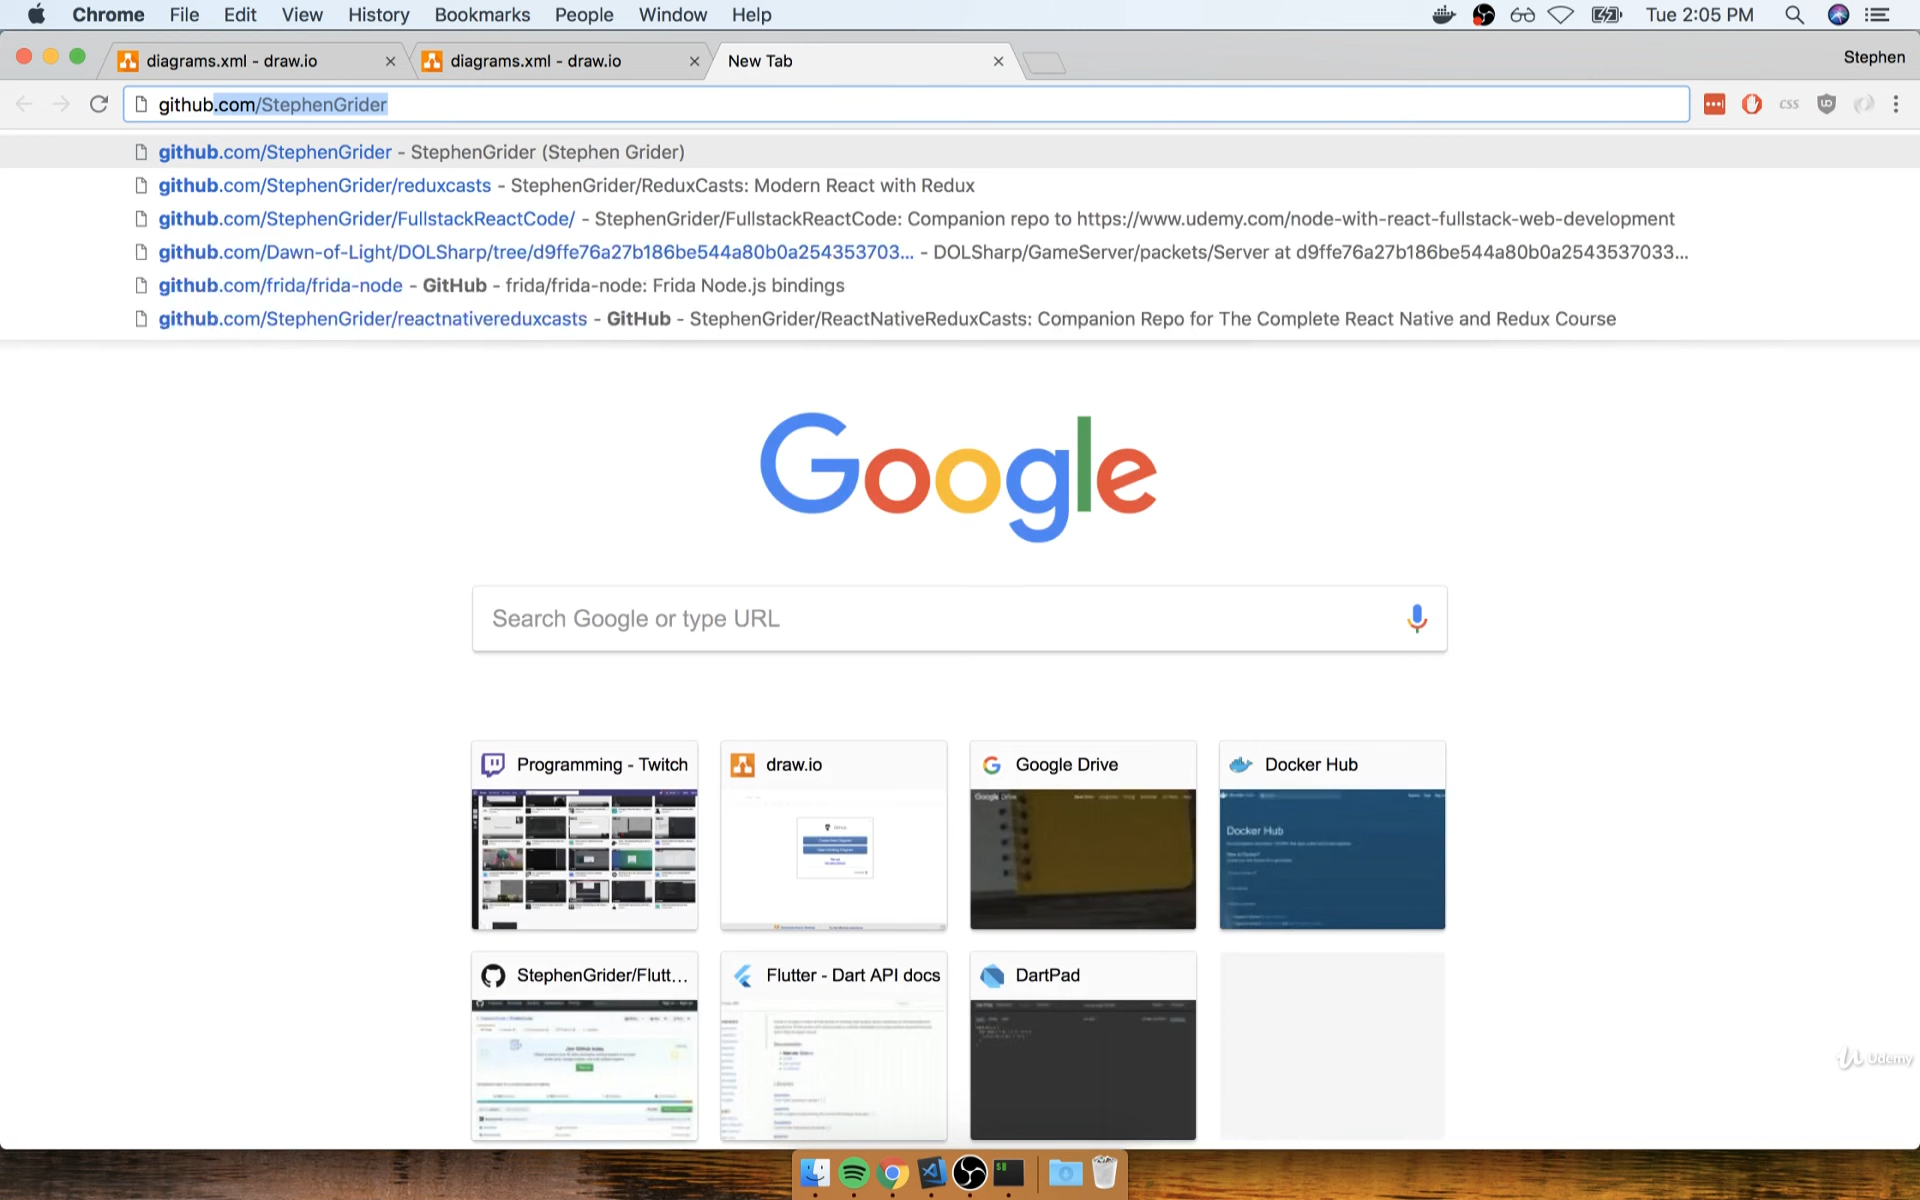 Chrome File Edit View History Bookmarks People Window Help Tue 2:05 PM
diagrams.xml - draw.io diagrams.xml - draw.io New Tab Stephen
github.com/StephenGrider css
github.com/StephenGrider - StephenGrider (Stephen Grider)
github.com/StephenGrider/reduxcasts - StephenGrider/ReduxCasts: Modern React with Redux
github.com/StephenGrider/FullstackReactCode/ - StephenGrider/FullstackReactCode: Companion repo to https://www.udemy.com/node-with-react-fullstack-web-development
github.com/Dawn-of-Light/DOLSharp/tree/d9ffe76a27b186be544a80b0a254353703... - DOLSharp/GameServer/packets/Server at d9ffe76a27b186be544a80b0a2543537033...
github.com/frida/frida-node - GitHub - frida/frida-node: Frida Node.js bindings
github.com/StephenGrider/reactnativereduxcasts - GitHub - StephenGrider/ReactNativeReduxCasts: Companion Repo for The Complete React Native and Redux Course
Google
Search Google or type URL
Programming - Twitch draw.io Google Drive Docker Hub
Google Drive
Docker Hub
StephenGrider/Flutt... Flutter - Dart API docs DartPad
Udemy